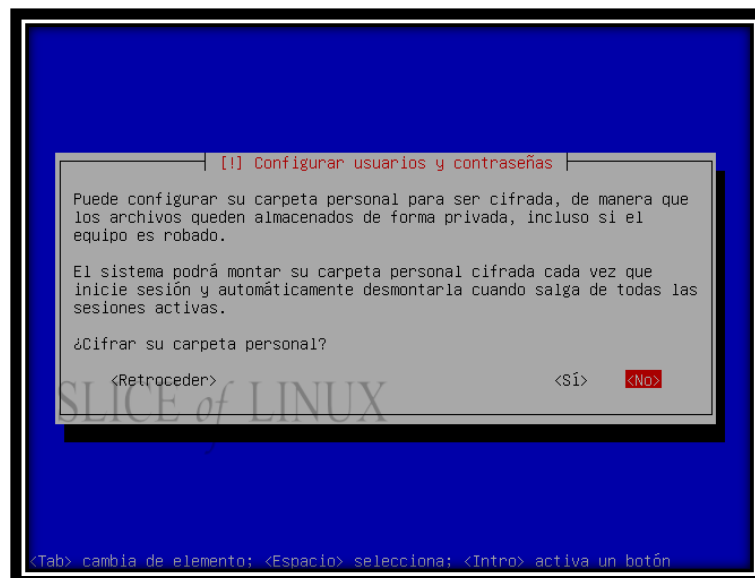 [!] Configurar usuarios y contraseñas
Puede configurar su carpeta personal para ser cifrada, de manera que
los archivos queden almacenados de forma privada, incluso si el
equipo es robado.
El sistema podrá montar su carpeta personal cifrada cada vez que
inicie sesión y automáticamente desmontarla cuando salga de todas las
sesiones activas.
¿Cifrar su carpeta personal?
<Retroceder> <Sí> <No>
SLICE of LINUX
<Tab> cambia de elemento; <Espacio> selecciona; <Intro> activa un botón